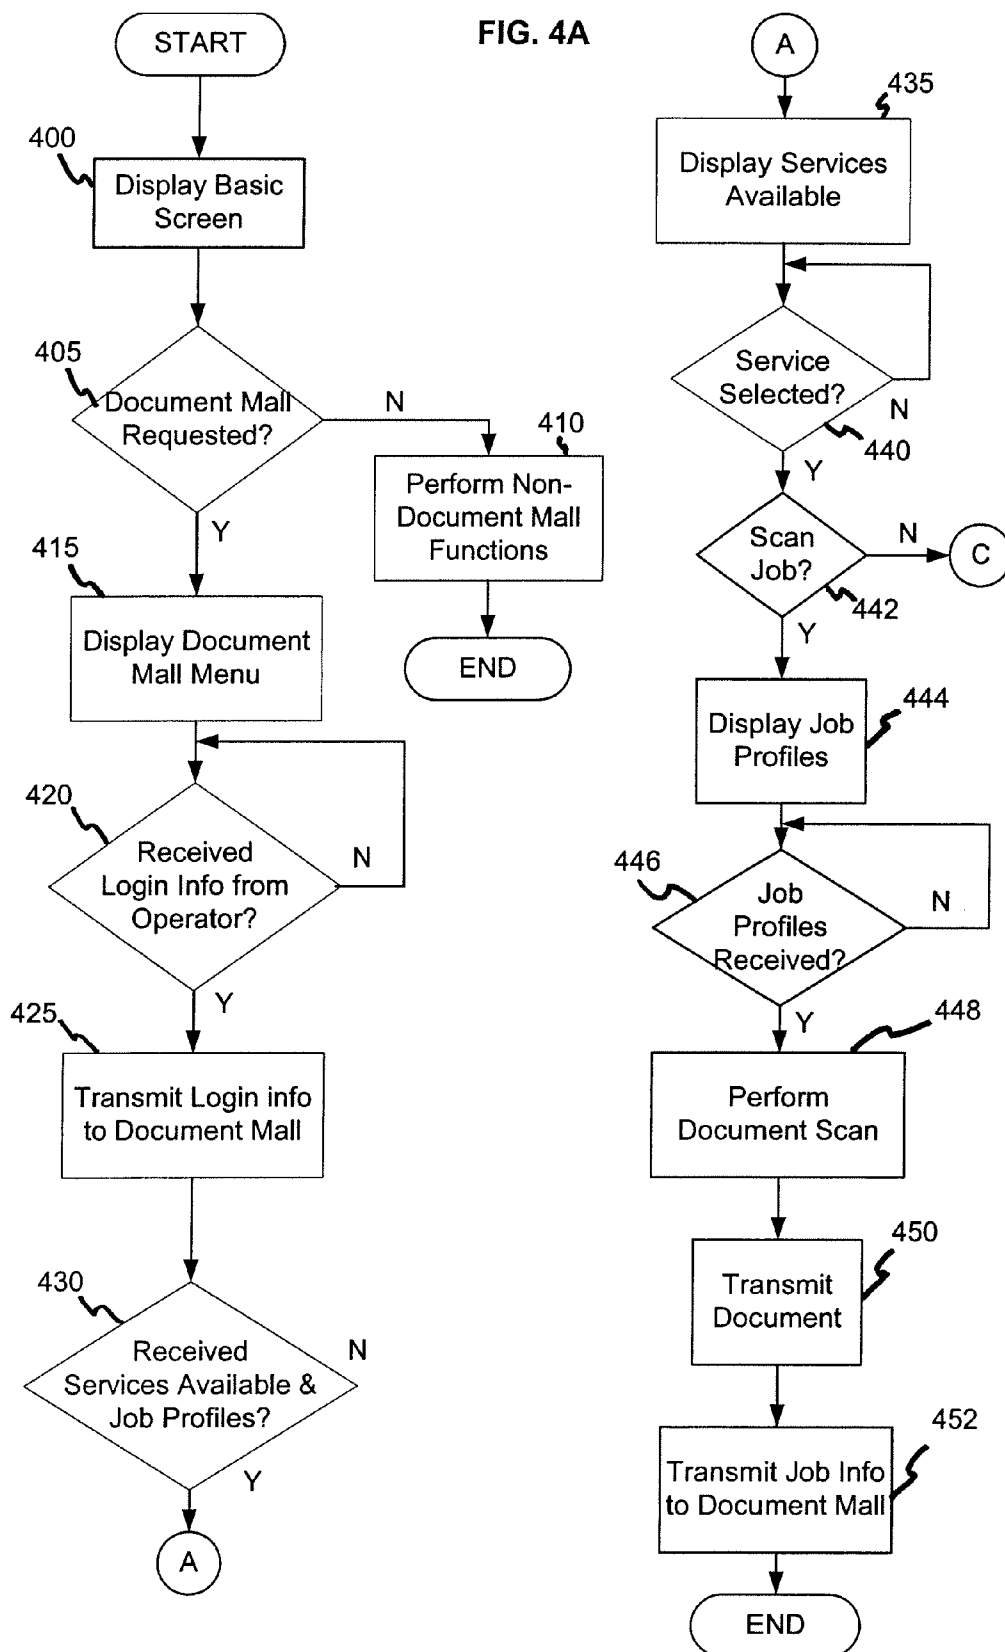 FIG. 4A
START
400
Display Basic
Screen
405
Document Mall
Requested?
N
Y
410
Perform Non-
Document Mall
Functions
END
415
Display Document
Mall Menu
420
Received
Login Info from
Operator?
N
Y
425
Transmit Login info
to Document Mall
430
Received
Services Available &
Job Profiles?
N
Y
A
A
435
Display Services
Available
Service
Selected?
N
440
Y
Scan
Job?
N
C
442
Y
Display Job
Profiles
444
446
Job
Profiles
Received?
N
Y
448
Perform
Document Scan
450
Transmit
Document
452
Transmit Job Info
to Document Mall
END